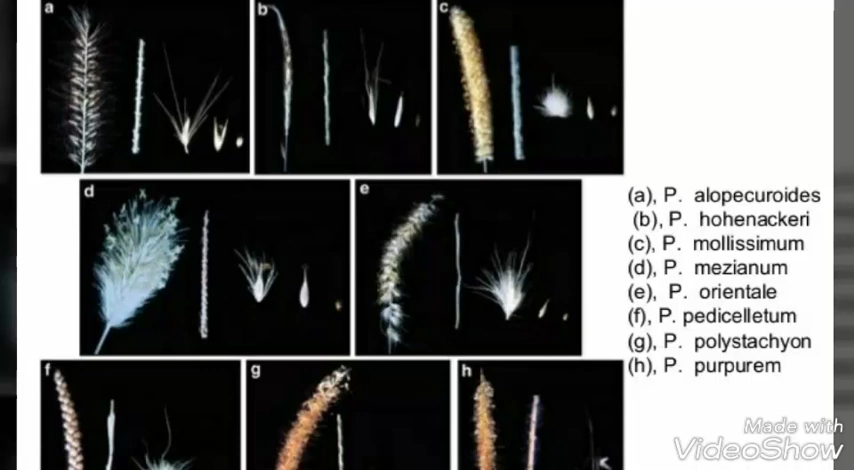 a
b
c
d
e
f
g
h
(a), P. alopecuroides
(b), P. hohenackeri
(c), P. mollissimum
(d), P. mezianum
(e), P. orientale
(f), P. pedicelletum
(g), P. polystachyon
(h), P. purpurem
Made with
VideoShow